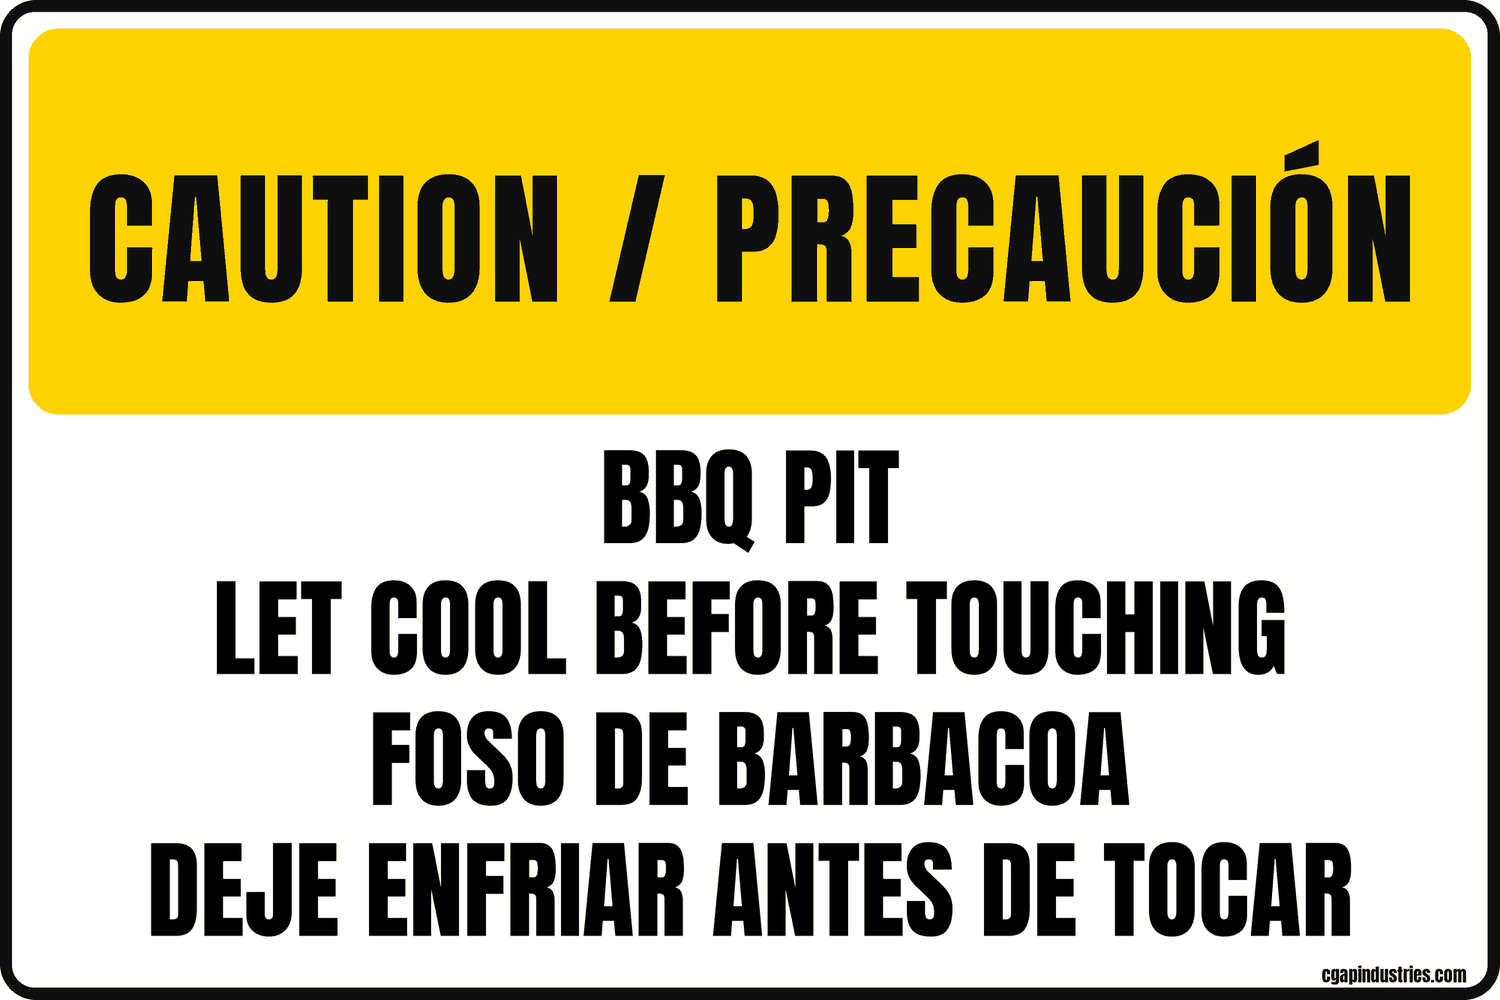 CAUTION / PRECAUCIÓN
BBQ PIT
LET COOL BEFORE TOUCHING
FOSO DE BARBACOA
DEJE ENFRIAR ANTES DE TOCAR
cgapindustries.com